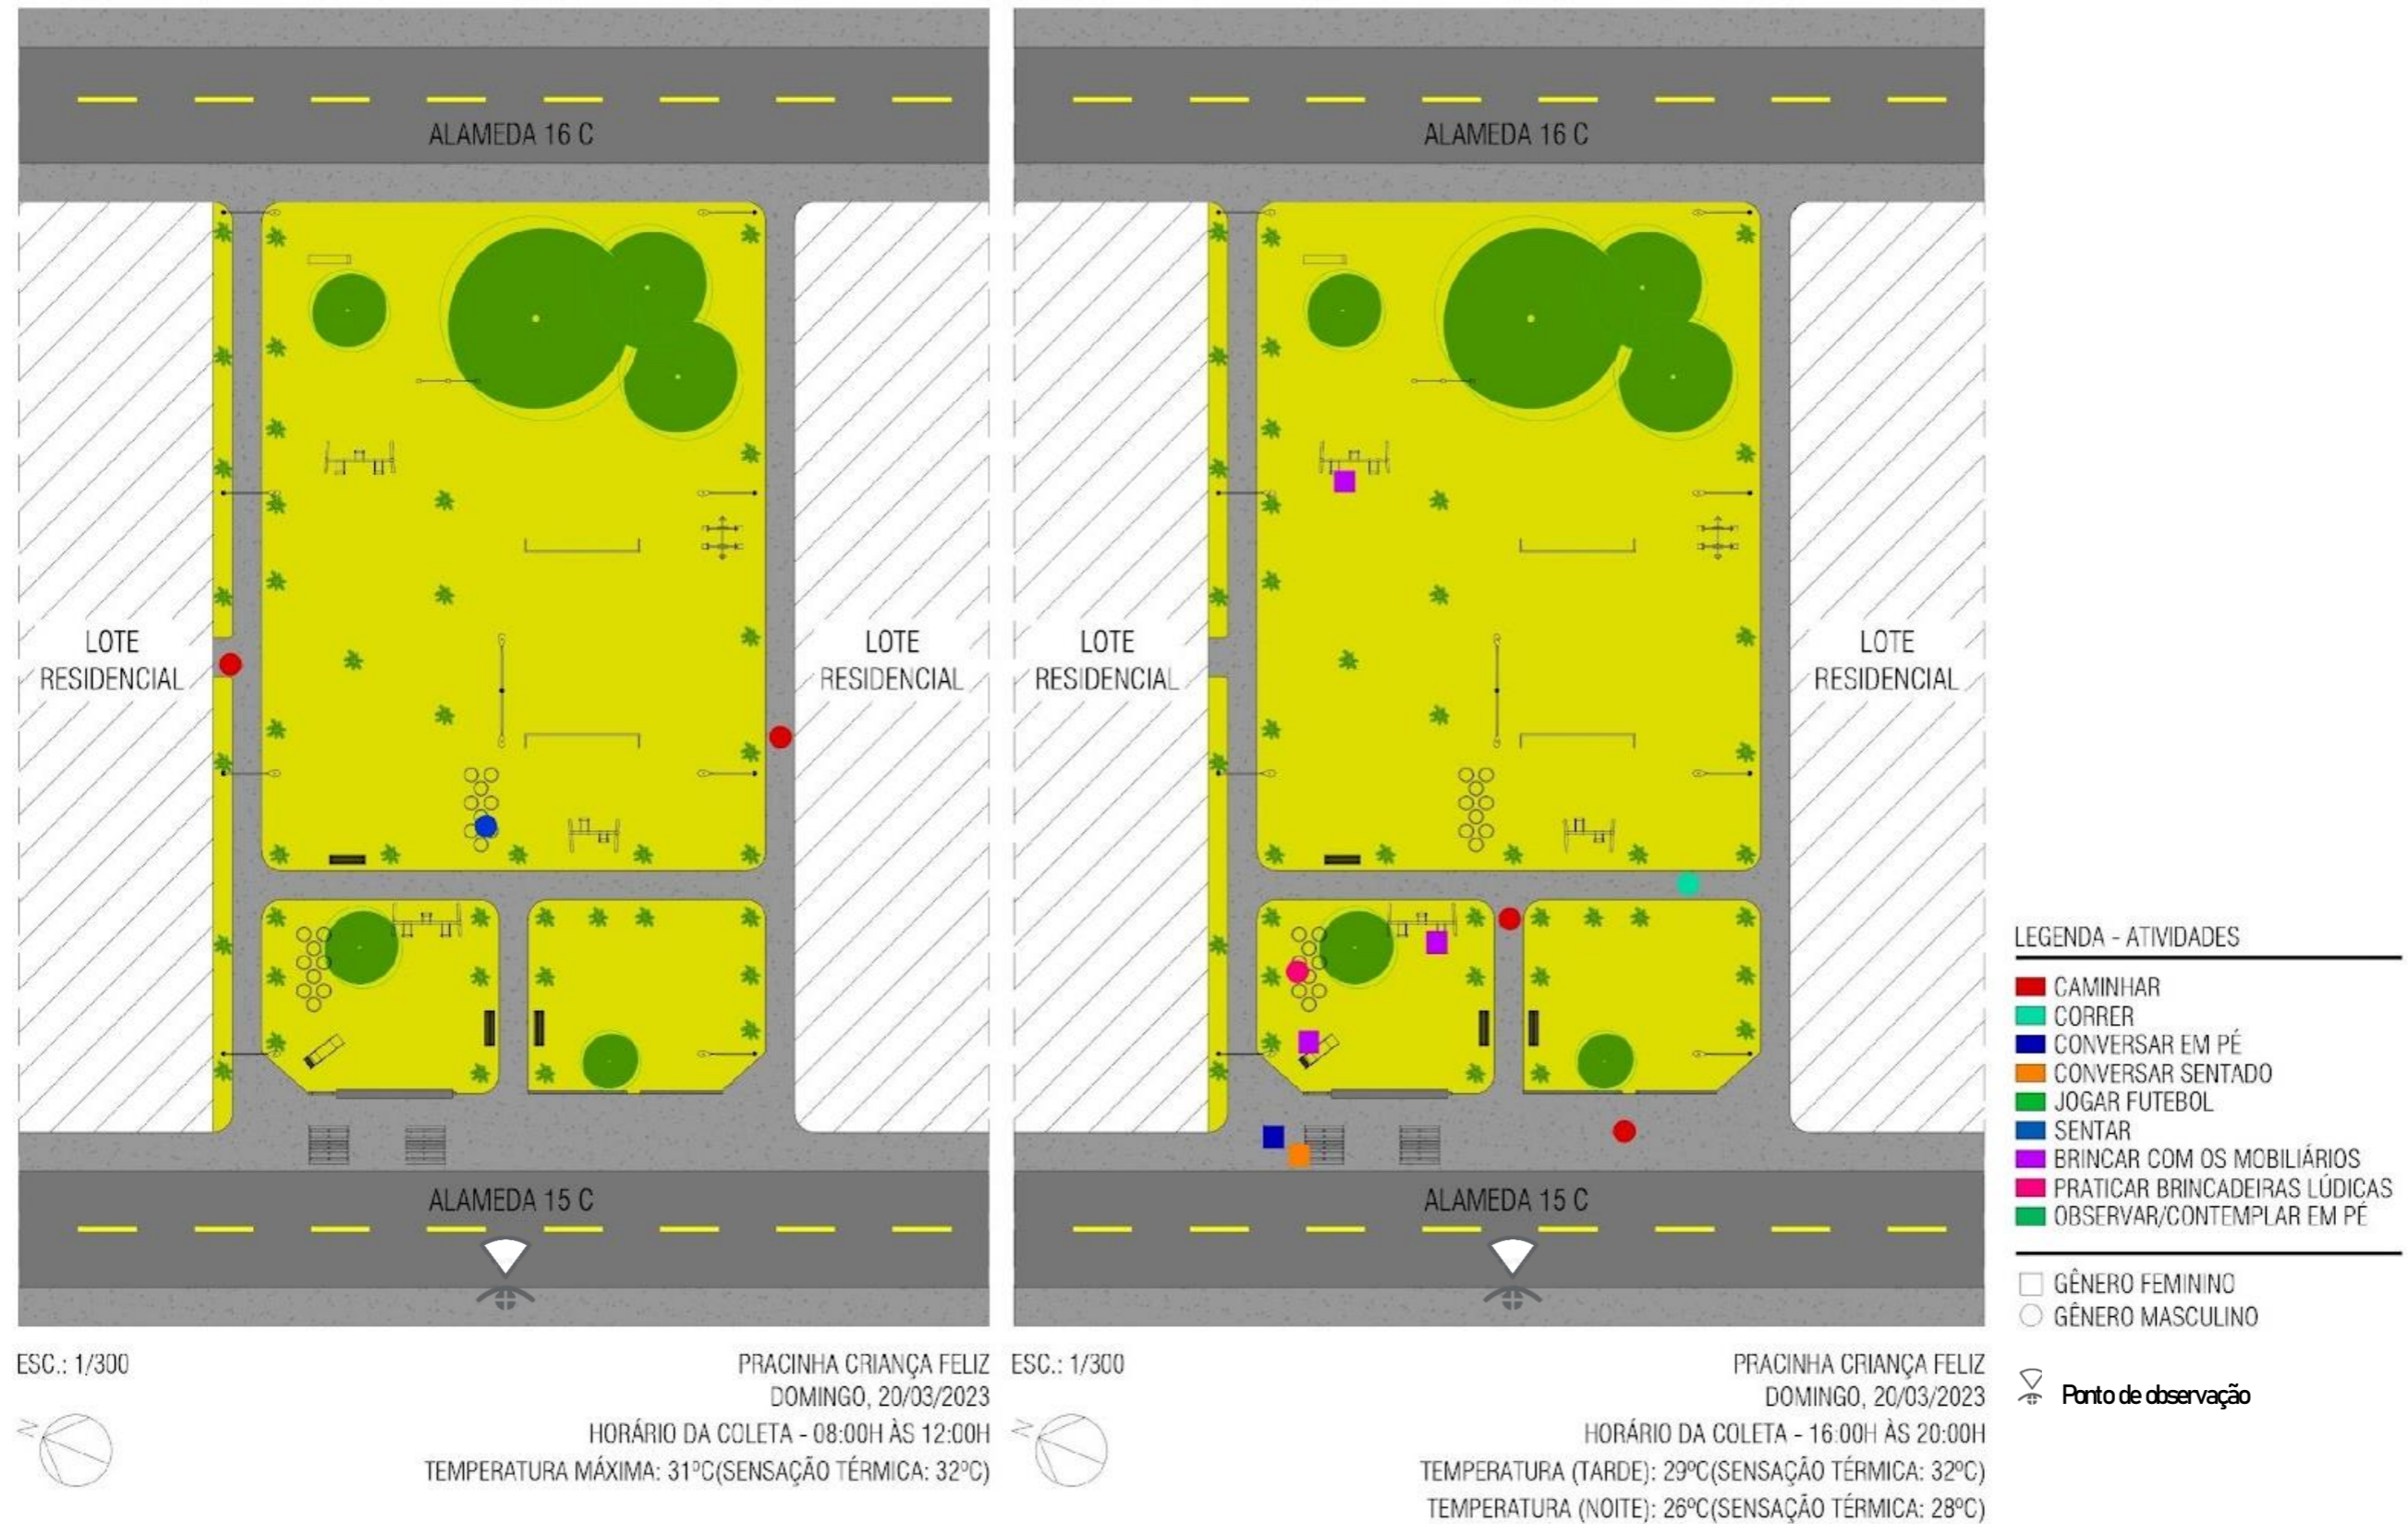 ALAMEDA 16 C
LOTE
RESIDENCIAL
LOTE
RESIDENCIAL
ALAMEDA 15 C
ESC.: 1/300
PRACINHA CRIANÇA FELIZ
DOMINGO, 20/03/2023
HORÁRIO DA COLETA - 08:00H ÀS 12:00H
TEMPERATURA MÁXIMA: 31ºC(SENSAÇÃO TÉRMICA: 32ºC)
N
ALAMEDA 16 C
LOTE
RESIDENCIAL
LOTE
RESIDENCIAL
ALAMEDA 15 C
ESC.: 1/300
PRACINHA CRIANÇA FELIZ
DOMINGO, 20/03/2023
HORÁRIO DA COLETA - 16:00H ÀS 20:00H
TEMPERATURA (TARDE): 29ºC(SENSAÇÃO TÉRMICA: 32ºC)
TEMPERATURA (NOITE): 26ºC(SENSAÇÃO TÉRMICA: 28ºC)
N
LEGENDA - ATIVIDADES
CAMINHAR
CORRER
CONVERSAR EM PÉ
CONVERSAR SENTADO
JOGAR FUTEBOL
SENTAR
BRINCAR COM OS MOBILIÁRIOS
PRATICAR BRINCADEIRAS LÚDICAS
OBSERVAR/CONTEMPLAR EM PÉ
GÊNERO FEMININO
GÊNERO MASCULINO
Ponto de observação